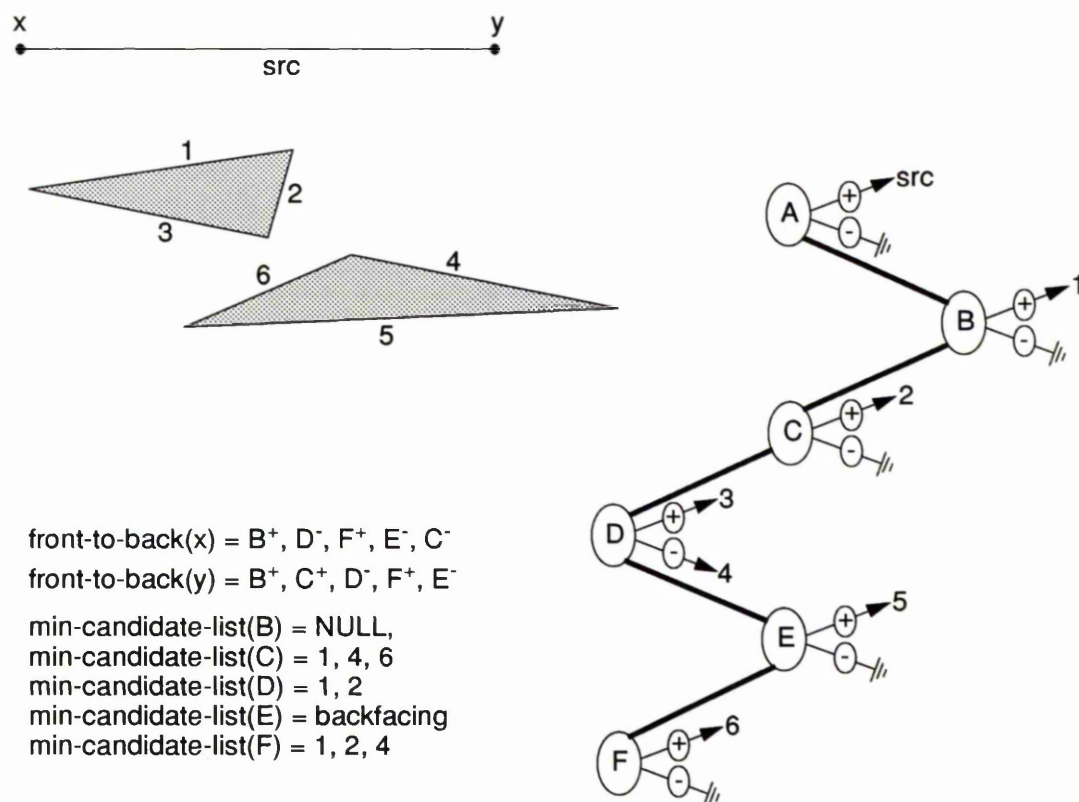 x y
src
1
2
3
6
4
5
A + src
-
B + 1
-
C + 2
-
D + 3
- 4
E + 5
-
F + 6
-
front-to-back(x) = B⁺, D⁻, F⁺, E⁻, C⁻
front-to-back(y) = B⁺, C⁺, D⁻, F⁺, E⁻
min-candidate-list(B) = NULL,
min-candidate-list(C) = 1, 4, 6
min-candidate-list(D) = 1, 2
min-candidate-list(E) = backfacing
min-candidate-list(F) = 1, 2, 4